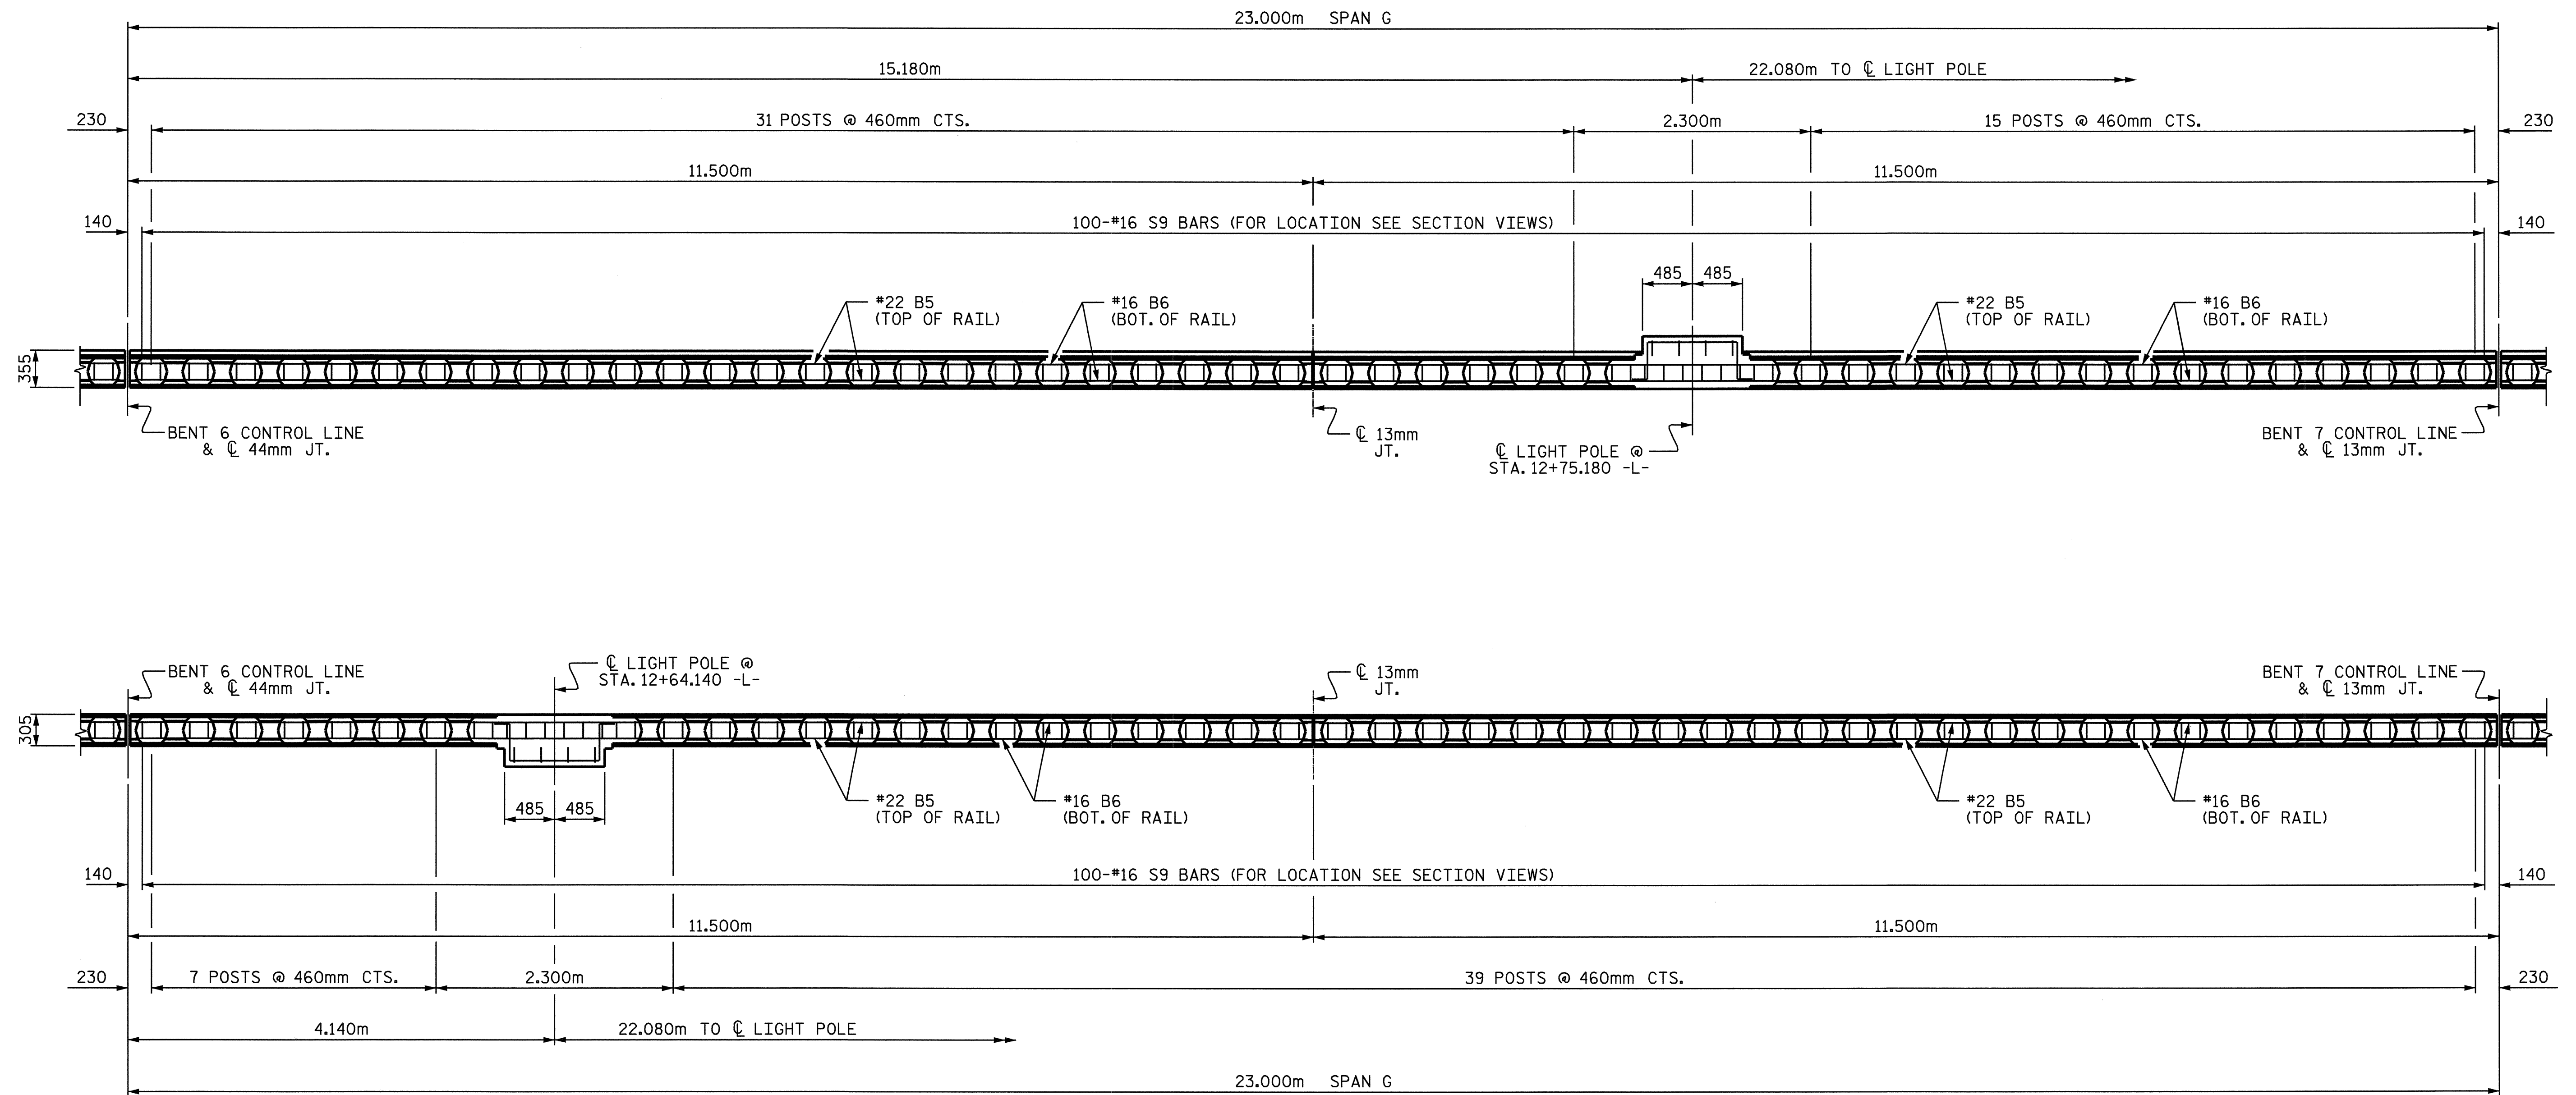 23.000m SPAN G
15.180m
22.080m TO ℄ LIGHT POLE
230
31 POSTS @ 460mm CTS.
2.300m
15 POSTS @ 460mm CTS.
230
11.500m
11.500m
140
100-#16 S9 BARS (FOR LOCATION SEE SECTION VIEWS)
140
485
485
#22 B5
(TOP OF RAIL)
#16 B6
(BOT. OF RAIL)
#22 B5
(TOP OF RAIL)
#16 B6
(BOT. OF RAIL)
355
BENT 6 CONTROL LINE
& ℄ 44mm JT.
℄ 13mm
JT.
℄ LIGHT POLE @
STA. 12+75.180 -L-
BENT 7 CONTROL LINE
& ℄ 13mm JT.
BENT 6 CONTROL LINE
& ℄ 44mm JT.
℄ LIGHT POLE @
STA. 12+64.140 -L-
℄ 13mm
JT.
BENT 7 CONTROL LINE
& ℄ 13mm JT.
305
485
485
#22 B5
(TOP OF RAIL)
#16 B6
(BOT. OF RAIL)
#22 B5
(TOP OF RAIL)
#16 B6
(BOT. OF RAIL)
140
100-#16 S9 BARS (FOR LOCATION SEE SECTION VIEWS)
140
11.500m
11.500m
230
7 POSTS @ 460mm CTS.
2.300m
39 POSTS @ 460mm CTS.
230
4.140m
22.080m TO ℄ LIGHT POLE
23.000m SPAN G